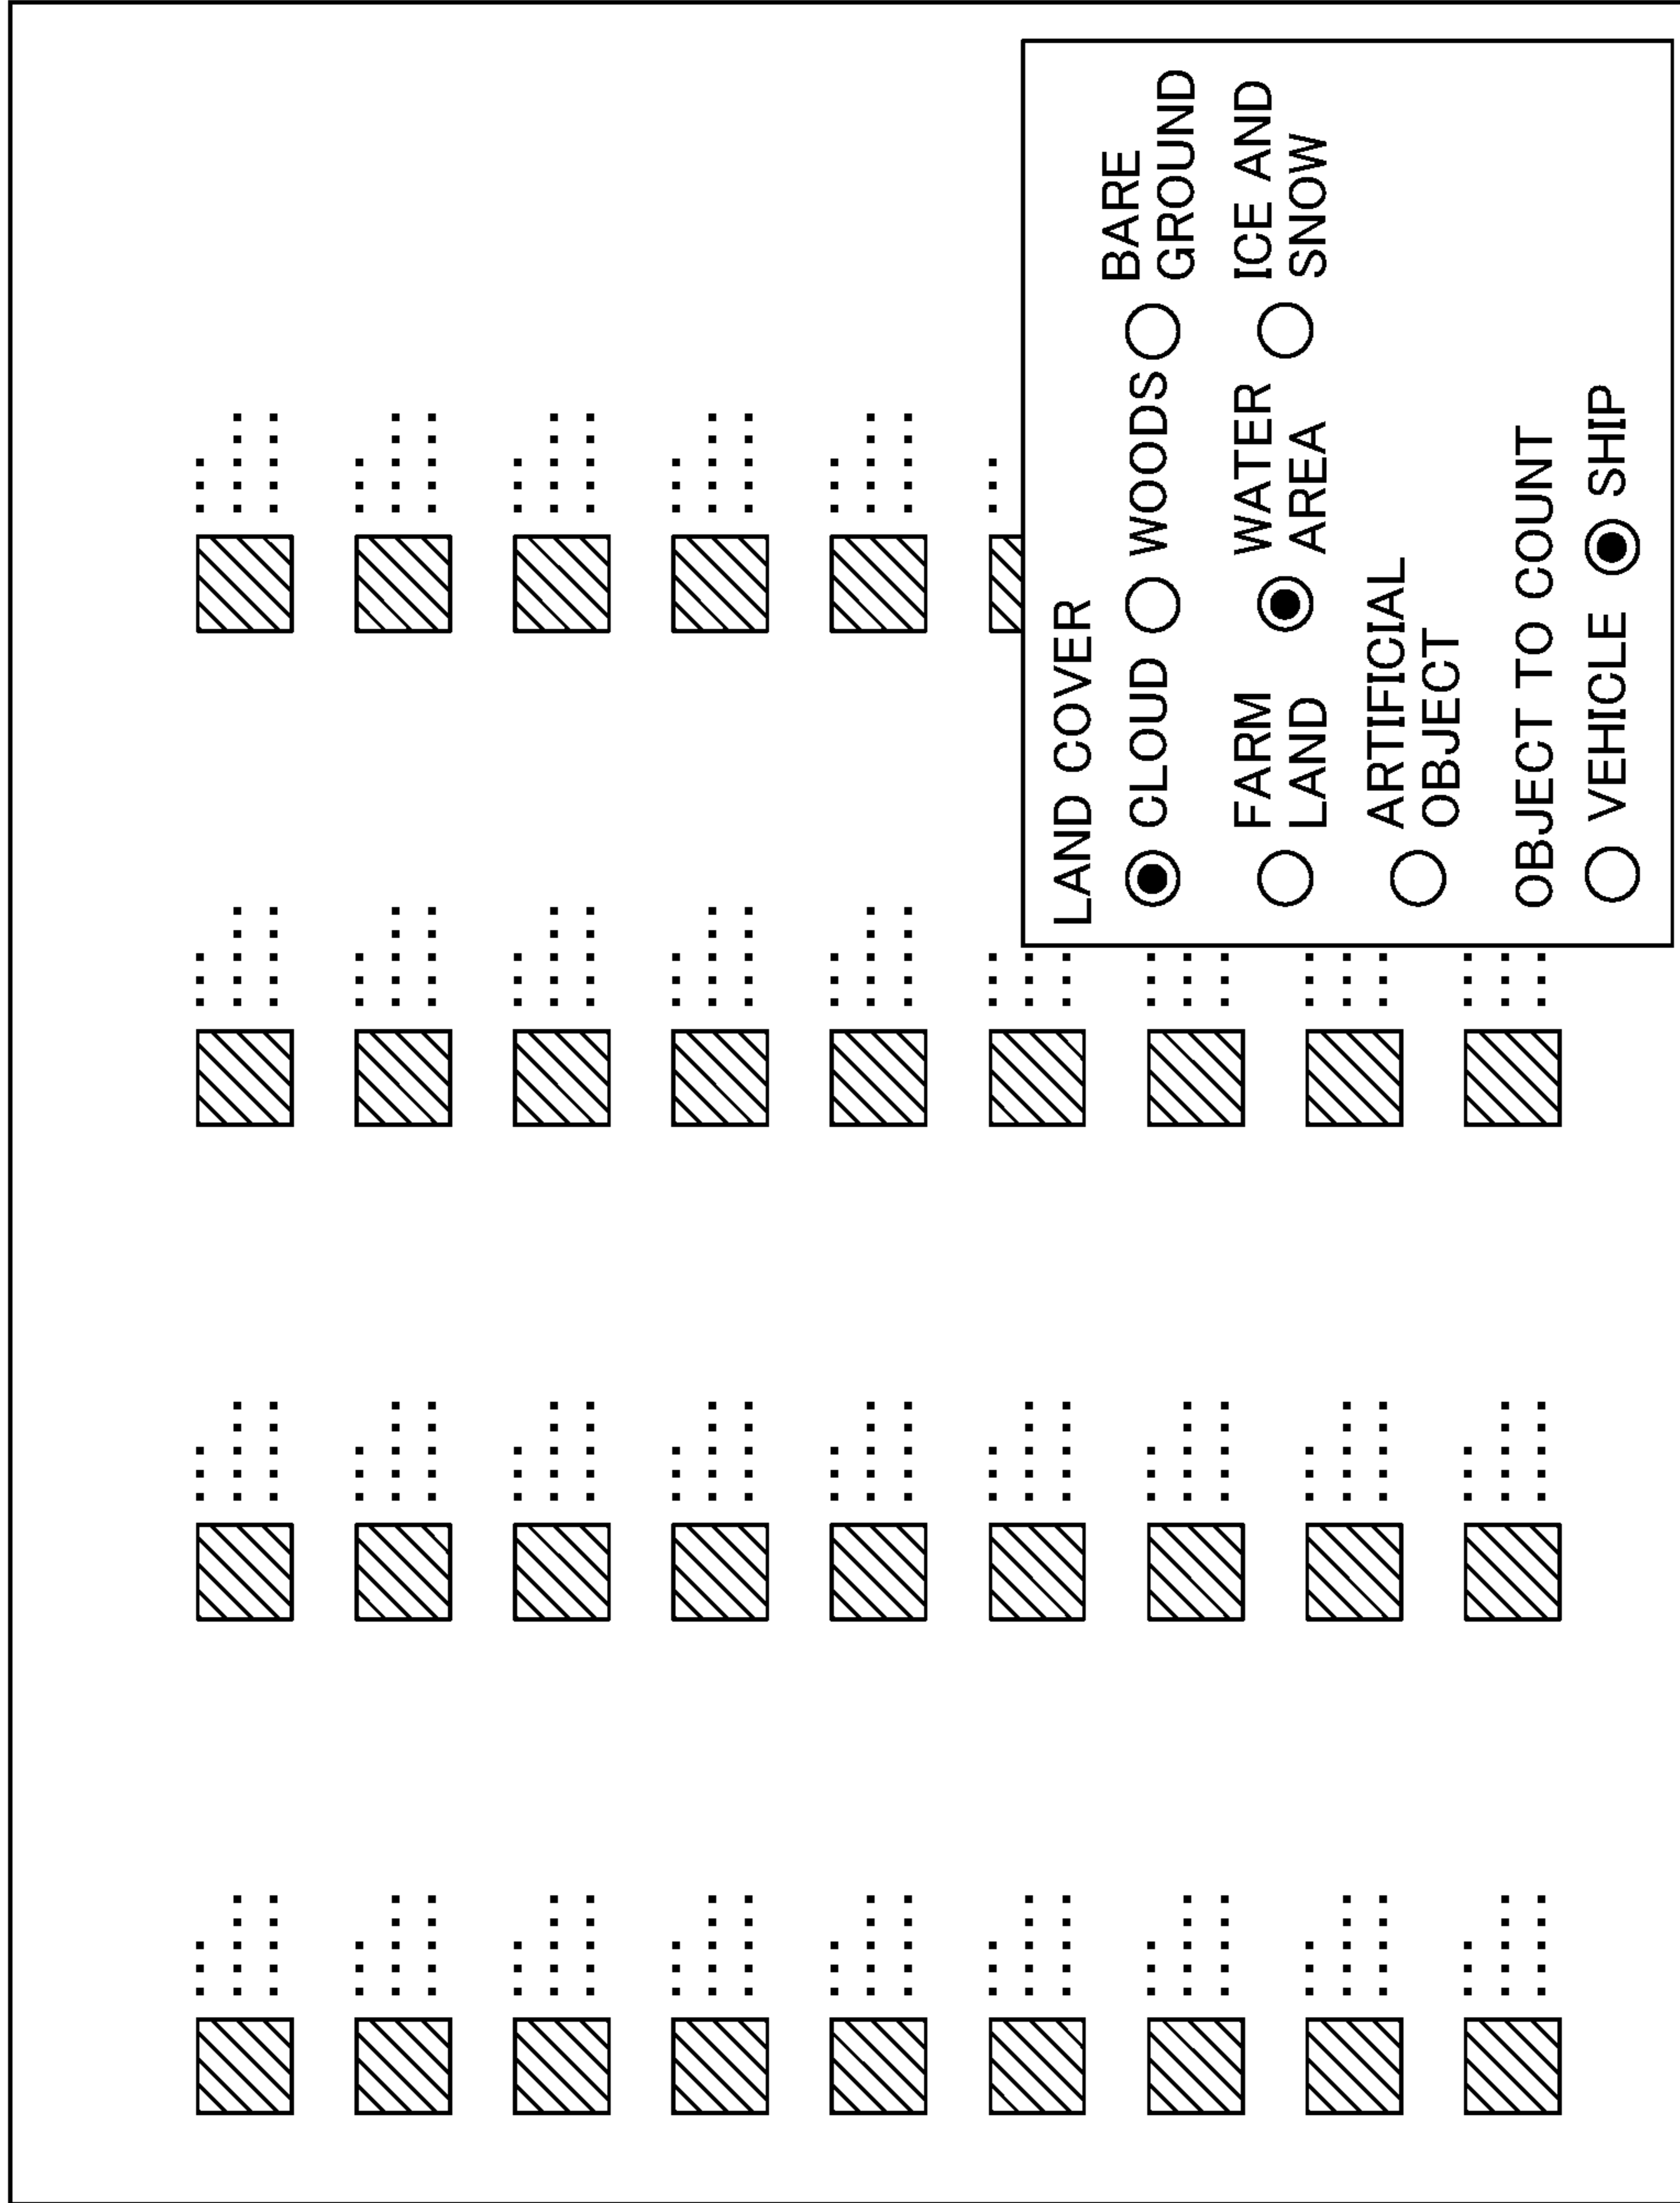 LAND COVER
CLOUD WOODS BARE GROUND
FARM LAND WATER AREA ICE AND SNOW
ARTIFICIAL OBJECT
OBJECT TO COUNT
VEHICLE SHIP